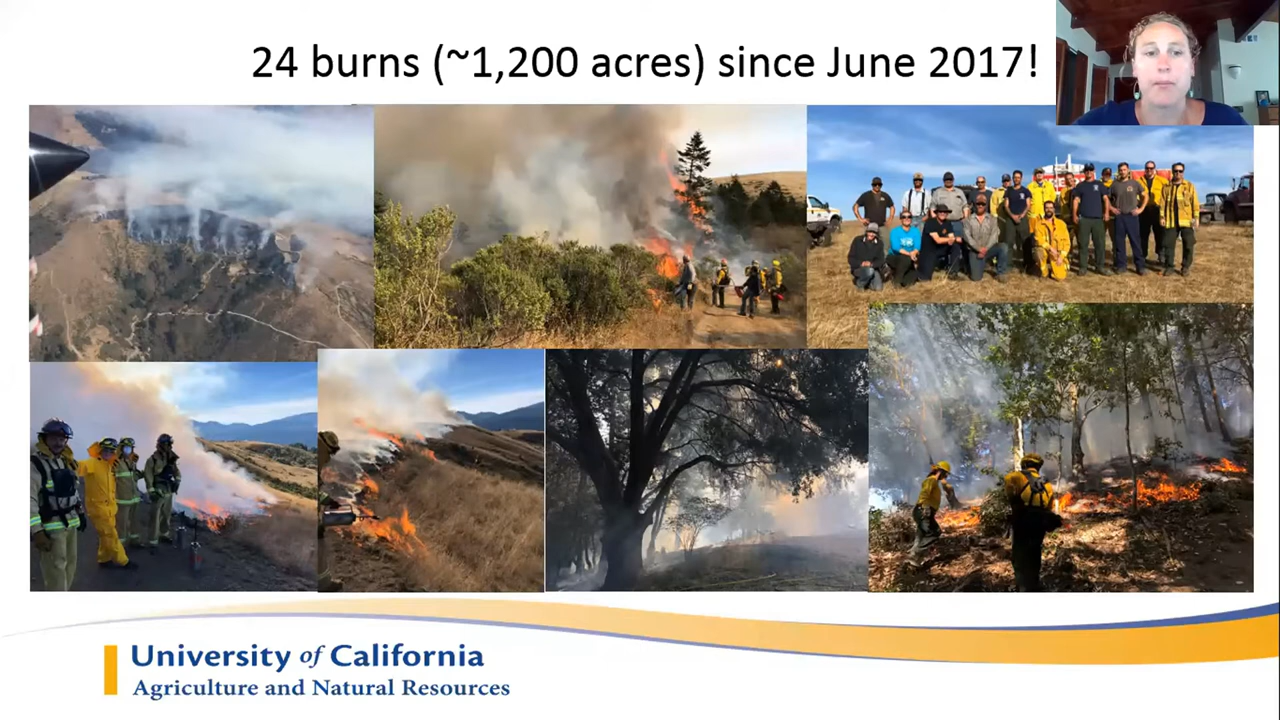 24 burns (~1,200 acres) since June 2017!
University of California
Agriculture and Natural Resources